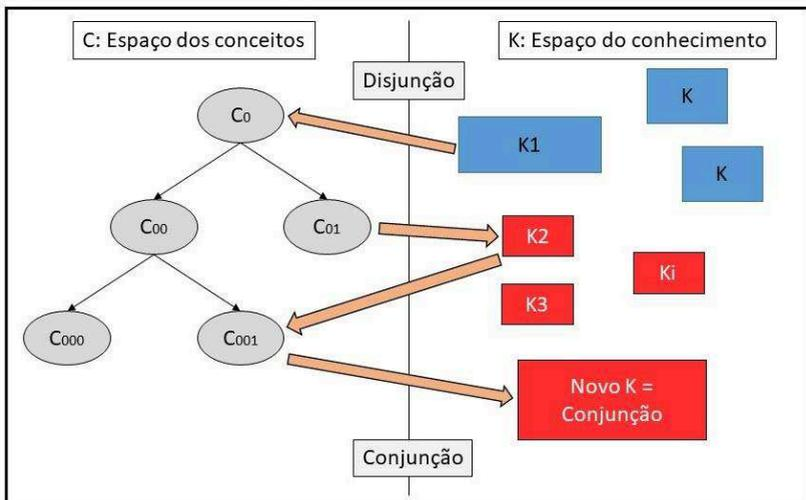 C: Espaço dos conceitos
K: Espaço do conhecimento
Disjunção
K
C0
K1
K
C00
C01
K2
Ki
K3
C000
C001
Novo K =
Conjunção
Conjunção